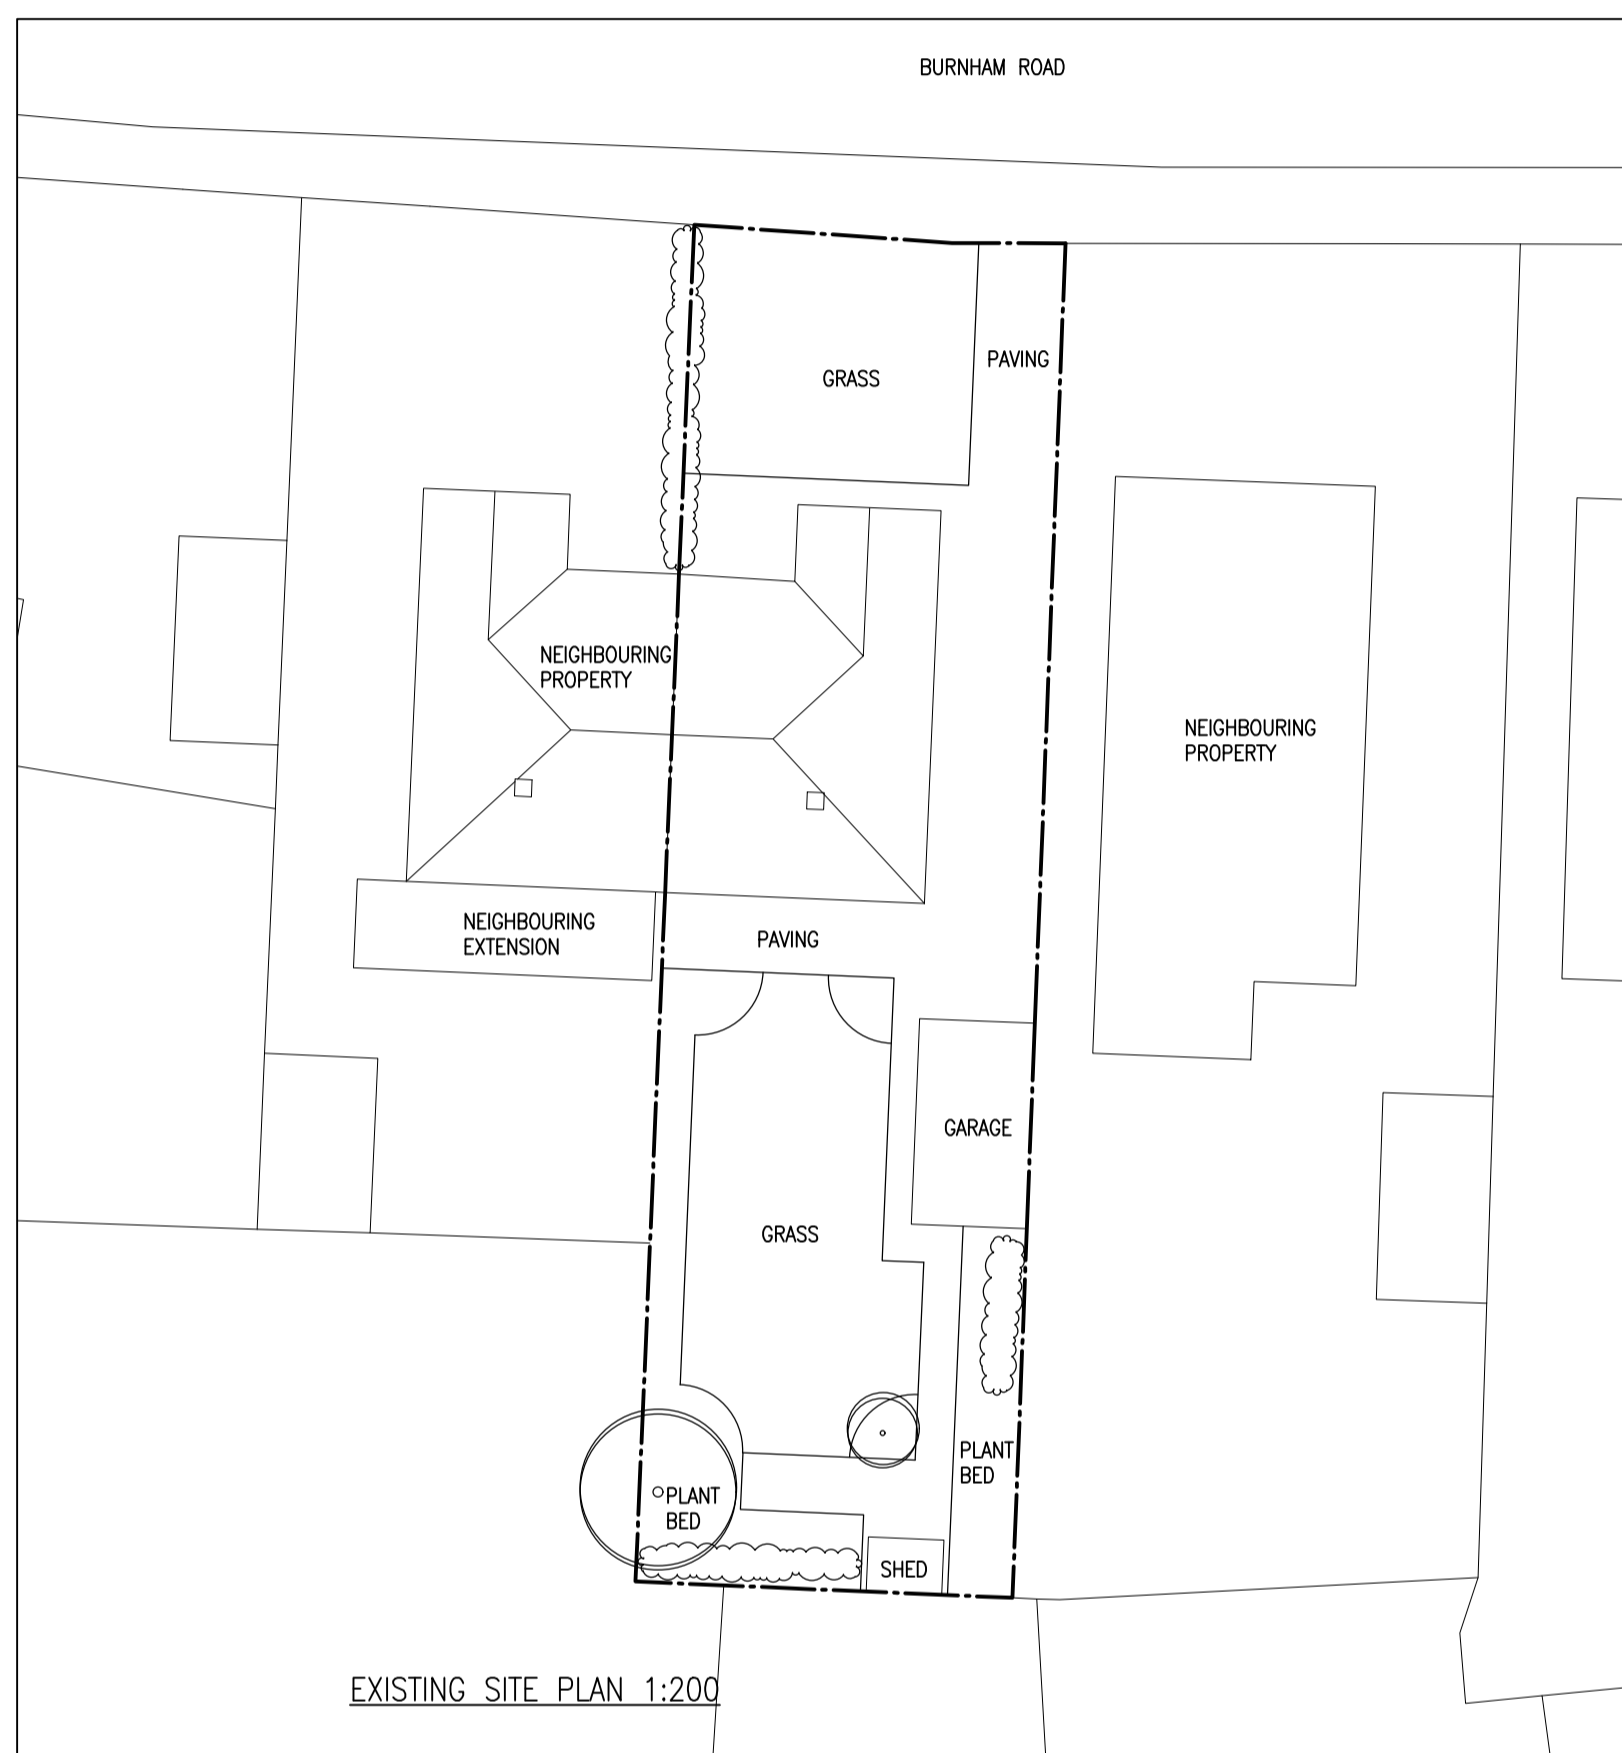 BURNHAM ROAD
PAVING
GRASS
NEIGHBOURING
PROPERTY
NEIGHBOURING
PROPERTY
NEIGHBOURING
EXTENSION
PAVING
GARAGE
GRASS
PLANT
BED
PLANT
BED
SHED
EXISTING SITE PLAN 1:200